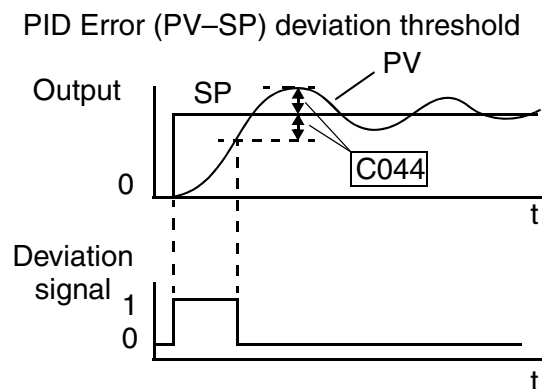 PID Error (PV–SP) deviation threshold
PV
Output
SP
C044
0
t
Deviation
signal
1
0
t